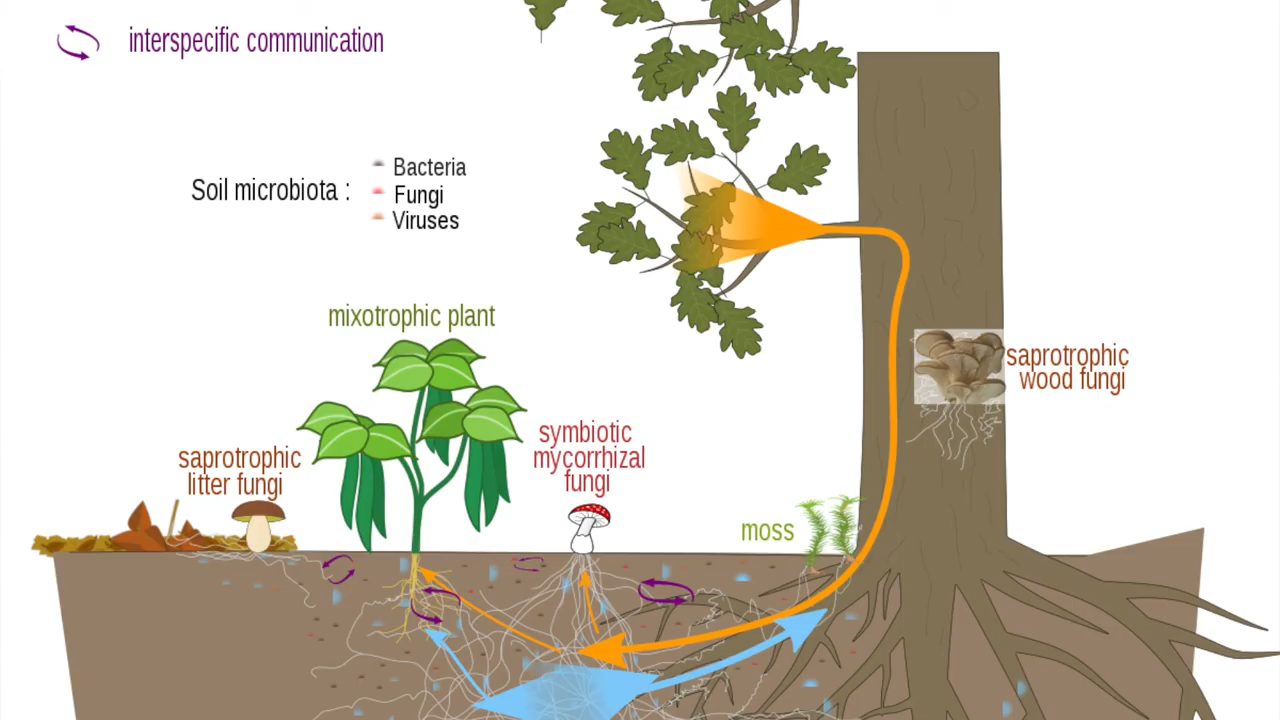 interspecific communication
Soil microbiota :
Bacteria
Fungi
Viruses
mixotrophic plant
saprotrophic
wood fungi
symbiotic
mycorrhizal
fungi
saprotrophic
litter fungi
moss